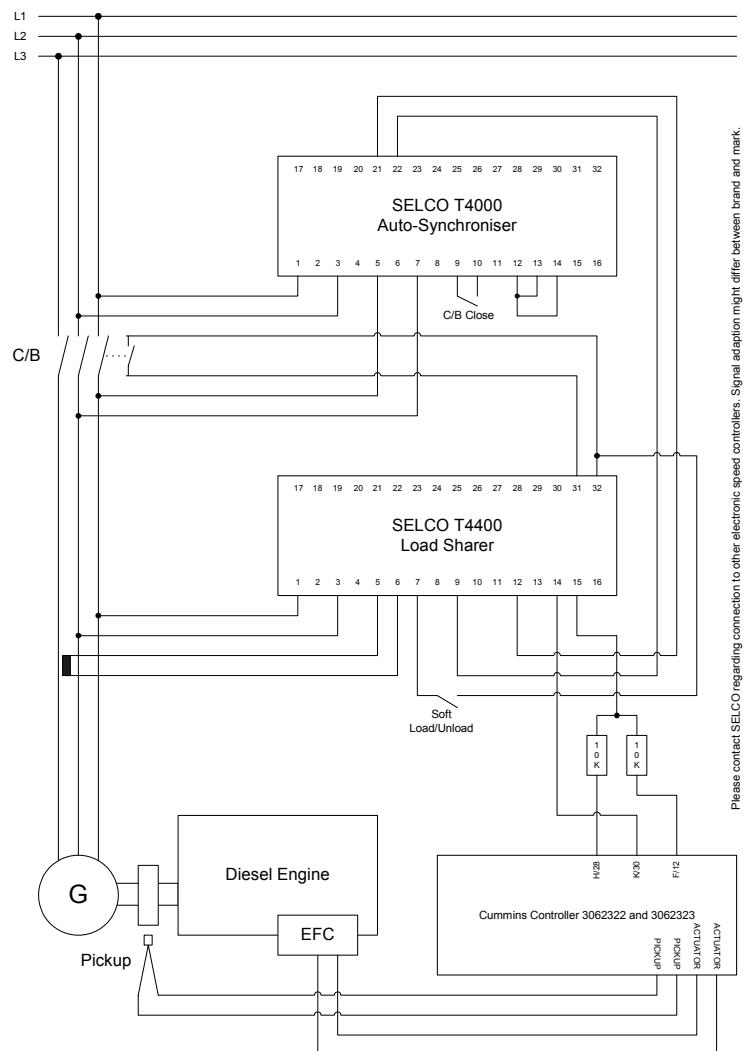 L1
L2
L3
17 18 19 20 21 22 23 24 25 26 27 28 29 30 31 32
SELCO T4000
Auto-Synchroniser
1 2 3 4 5 6 7 8 9 10 11 12 13 14 15 16
C/B Close
C/B
17 18 19 20 21 22 23 24 25 26 27 28 29 30 31 32
SELCO T4400
Load Sharer
1 2 3 4 5 6 7 8 9 10 11 12 13 14 15 16
Soft
Load/Unload
10K
10K
H/28
K/30
F/12
Diesel Engine
G
EFC
Pickup
Cummins Controller 3062322 and 3062323
PICKUP
PICKUP
ACTUATOR
ACTUATOR
Please contact SELCO regarding connection to other electronic speed controllers. Signal adaption might differ between brand and mark.